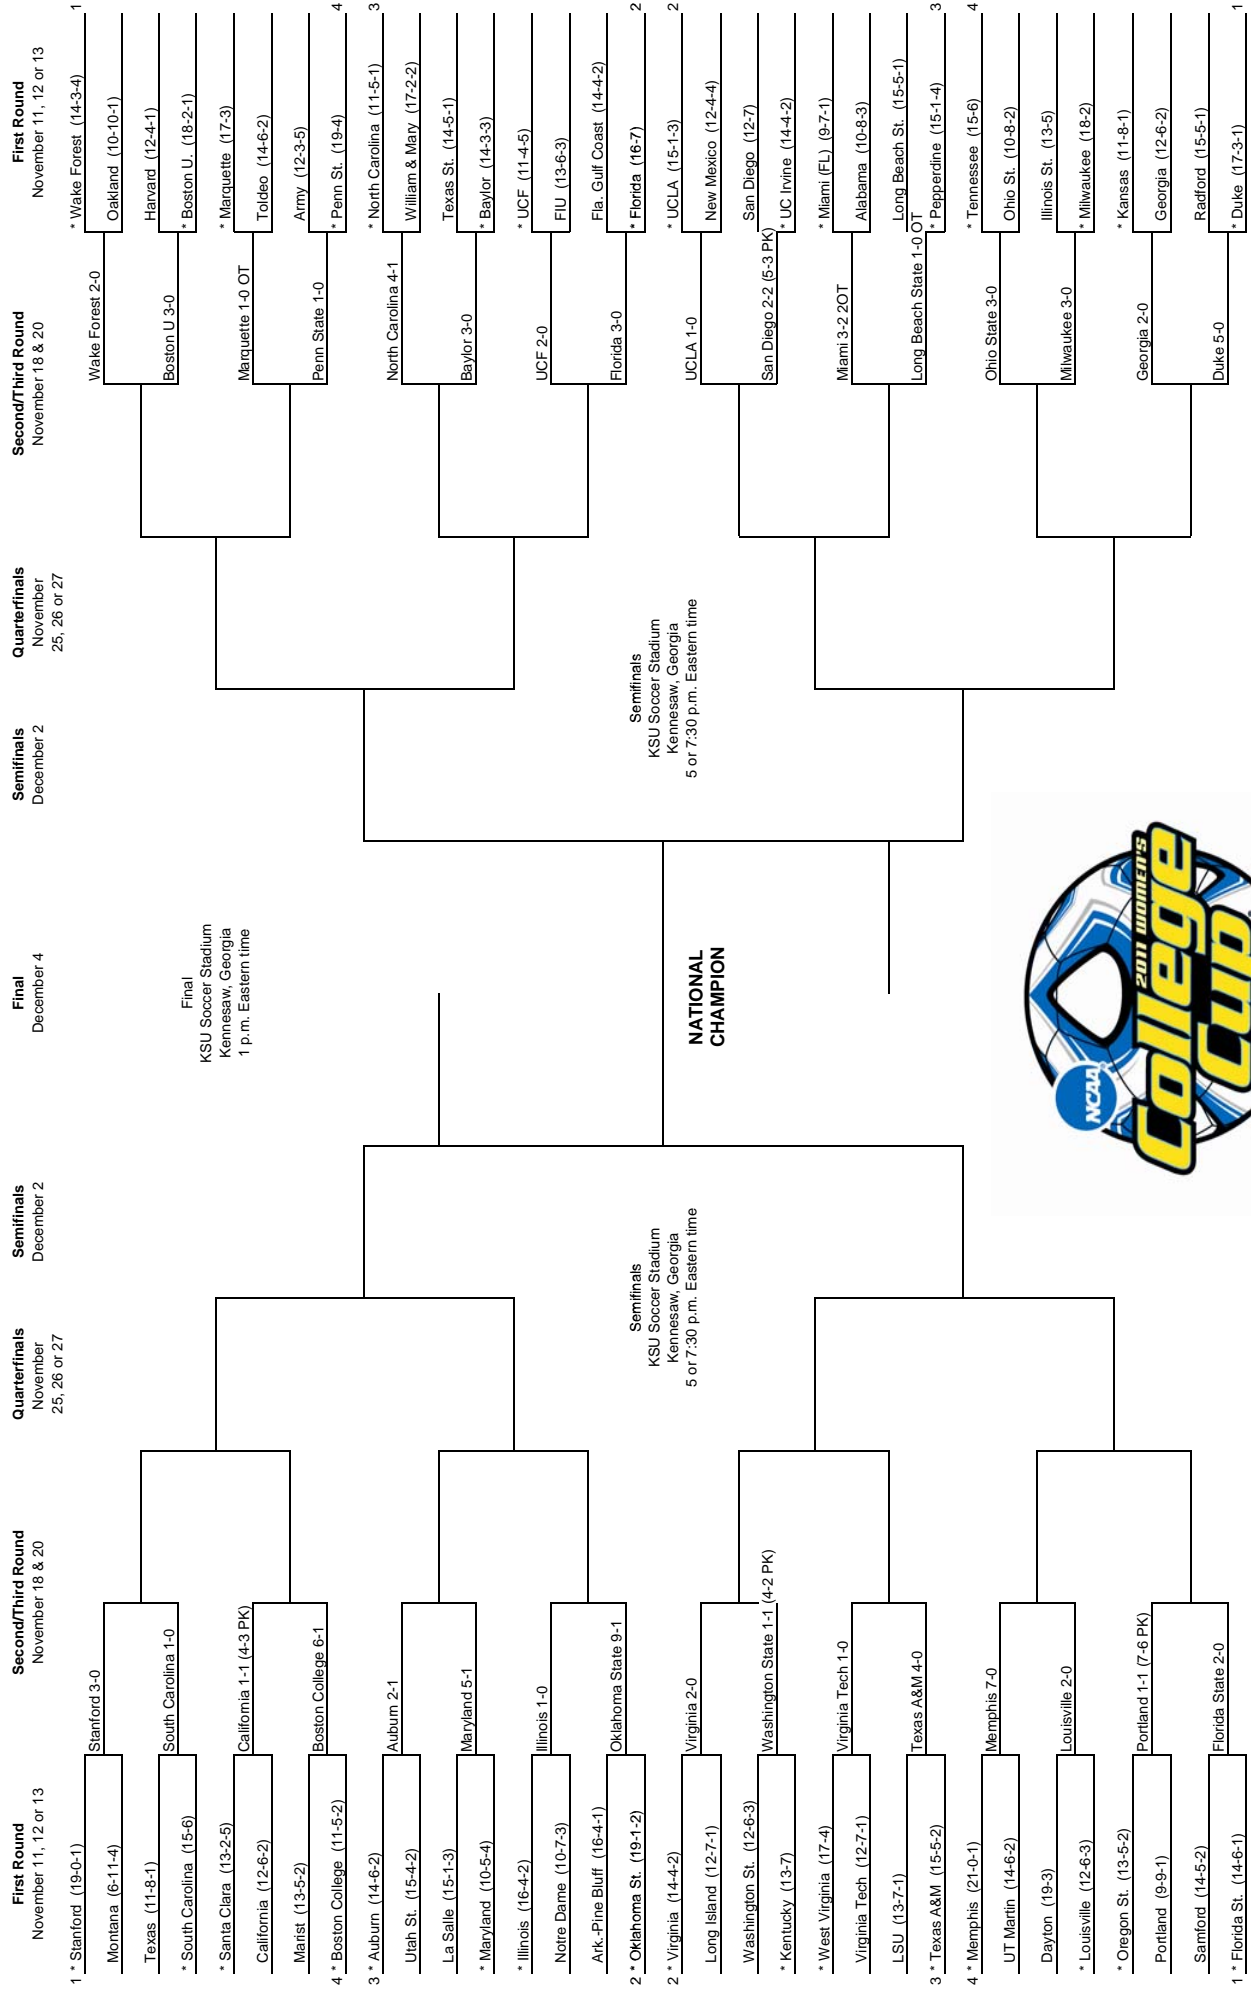 First Round
November 11, 12 or 13
Second/Third Round
November 18 & 20
Quarterfinals
November
25, 26 or 27
Semifinals
December 2
Final
December 4
Semifinals
December 2
Quarterfinals
November
25, 26 or 27
Second/Third Round
November 18 & 20
First Round
November 11, 12 or 13
1 * Stanford (19-0-1)
Montana (6-11-4)
Texas (11-8-1)
* South Carolina (15-6)
* Santa Clara (13-2-5)
California (12-6-2)
Marist (13-5-2)
4 * Boston College (11-5-2)
3 * Auburn (14-6-2)
Utah St. (15-4-2)
La Salle (15-1-3)
* Maryland (10-5-4)
* Illinois (16-4-2)
Notre Dame (10-7-3)
Ark.-Pine Bluff (16-4-1)
2 * Oklahoma St. (19-1-2)
2 * Virginia (14-4-2)
Long Island (12-7-1)
Washington St. (12-6-3)
* Kentucky (13-7)
* West Virginia (17-4)
Virginia Tech (12-7-1)
LSU (13-7-1)
3 * Texas A&M (15-5-2)
4 * Memphis (21-0-1)
UT Martin (14-6-2)
Dayton (19-3)
* Louisville (12-6-3)
* Oregon St. (13-5-2)
Portland (9-9-1)
Samford (14-5-2)
1 * Florida St. (14-6-1)
Stanford 3-0
South Carolina 1-0
California 1-1 (4-3 PK)
Boston College 6-1
Auburn 2-1
Maryland 5-1
Illinois 1-0
Oklahoma State 9-1
Virginia 2-0
Washington State 1-1 (4-2 PK)
Virginia Tech 1-0
Texas A&M 4-0
Memphis 7-0
Louisville 2-0
Portland 1-1 (7-6 PK)
Florida State 2-0
Semifinals
KSU Soccer Stadium
Kennesaw, Georgia
5 or 7:30 p.m. Eastern time
Final
KSU Soccer Stadium
Kennesaw, Georgia
1 p.m. Eastern time
NATIONAL
CHAMPION
NCAA
2011 WOMEN'S
College
Cup
Semifinals
KSU Soccer Stadium
Kennesaw, Georgia
5 or 7:30 p.m. Eastern time
Wake Forest 2-0
Boston U 3-0
Marquette 1-0 OT
Penn State 1-0
North Carolina 4-1
Baylor 3-0
UCF 2-0
Florida 3-0
UCLA 1-0
San Diego 2-2 (5-3 PK)
Miami 3-2 2OT
Long Beach State 1-0 OT
Ohio State 3-0
Milwaukee 3-0
Georgia 2-0
Duke 5-0
* Wake Forest (14-3-4) 1
Oakland (10-10-1)
Harvard (12-4-1)
* Boston U. (18-2-1)
* Marquette (17-3)
Toldeo (14-6-2)
Army (12-3-5)
* Penn St. (19-4) 4
* North Carolina (11-5-1) 3
William & Mary (17-2-2)
Texas St. (14-5-1)
* Baylor (14-3-3)
* UCF (11-4-5)
FIU (13-6-3)
Fla. Gulf Coast (14-4-2)
* Florida (16-7) 2
* UCLA (15-1-3) 2
New Mexico (12-4-4)
San Diego (12-7)
* UC Irvine (14-4-2)
* Miami (FL) (9-7-1)
Alabama (10-8-3)
Long Beach St. (15-5-1)
* Pepperdine (15-1-4) 3
* Tennessee (15-6) 4
Ohio St. (10-8-2)
Illinois St. (13-5)
* Milwaukee (18-2)
* Kansas (11-8-1)
Georgia (12-6-2)
Radford (15-5-1)
* Duke (17-3-1) 1